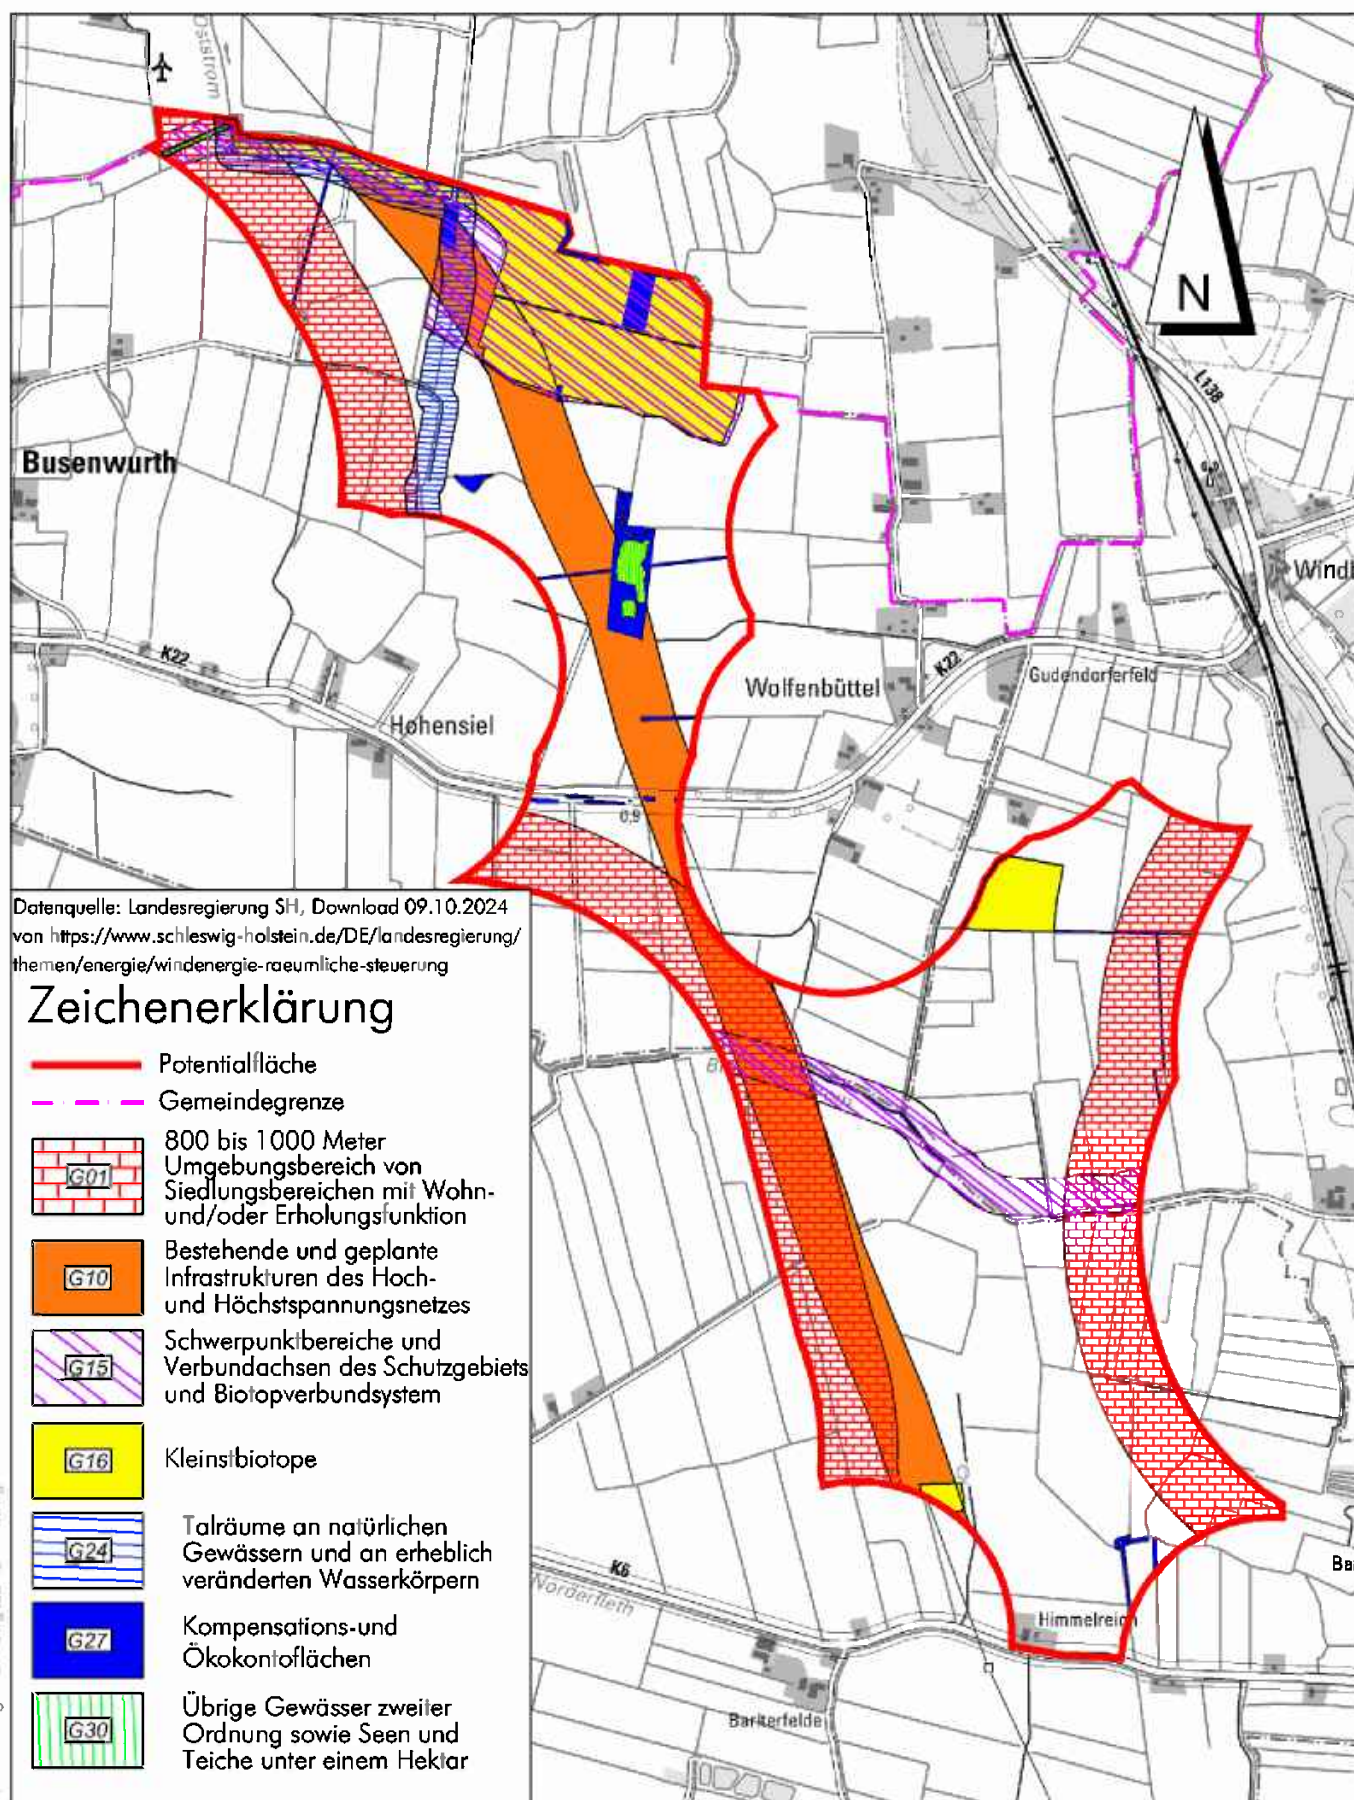 Oststrom
N
L138
Busenwurth
K22
Wolfenbüttel
K22
Gudendorferfeld
Hohensiel
0,9
Datenquelle: Landesregierung SH, Download 09.10.2024
von https://www.schleswig-holstein.de/DE/landesregierung/
themen/energie/windenergie-raeumliche-steuerung
Zeichenerklärung
Potentialfläche
Gemeindegrenze
G01
800 bis 1000 Meter
Umgebungsbereich von
Siedlungsbereichen mit Wohn-
und/oder Erholungsfunktion
G10
Bestehende und geplante
Infrastrukturen des Hoch-
und Höchstspannungsnetzes
G15
Schwerpunktbereiche und
Verbundachsen des Schutzgebiets
und Biotopverbundsystem
G16
Kleinstbiotope
G24
Talräume an natürlichen
Gewässern und an erheblich
veränderten Wasserkörpern
G27
Kompensations-und
Ökokontoflächen
G30
Übrige Gewässer zweiter
Ordnung sowie Seen und
Teiche unter einem Hektar
K6
Norderfleth
Himmelreich
Barlterfelde